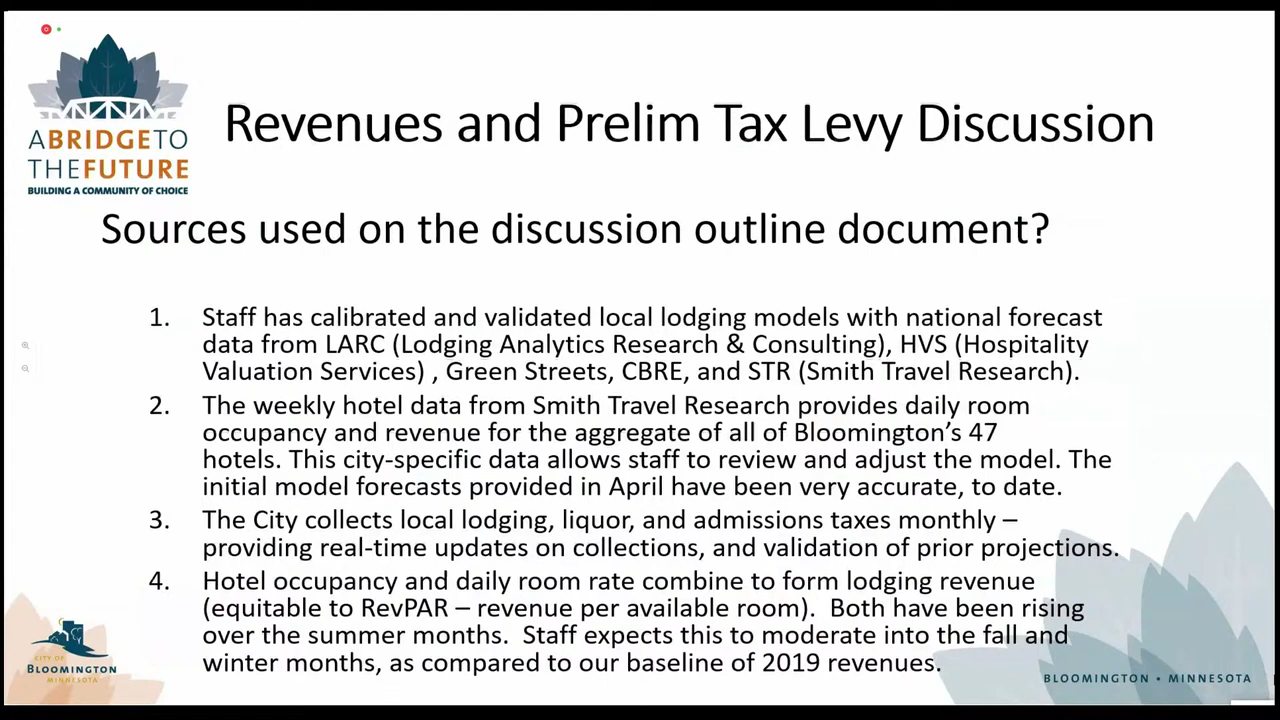 A BRIDGE TO
THE FUTURE
BUILDING A COMMUNITY OF CHOICE
Revenues and Prelim Tax Levy Discussion
Sources used on the discussion outline document?
1. Staff has calibrated and validated local lodging models with national forecast
data from LARC (Lodging Analytics Research & Consulting), HVS (Hospitality
Valuation Services) , Green Streets, CBRE, and STR (Smith Travel Research).
2. The weekly hotel data from Smith Travel Research provides daily room
occupancy and revenue for the aggregate of all of Bloomington’s 47
hotels. This city-specific data allows staff to review and adjust the model. The
initial model forecasts provided in April have been very accurate, to date.
3. The City collects local lodging, liquor, and admissions taxes monthly –
providing real-time updates on collections, and validation of prior projections.
4. Hotel occupancy and daily room rate combine to form lodging revenue
(equitable to RevPAR – revenue per available room).  Both have been rising
over the summer months.  Staff expects this to moderate into the fall and
winter months, as compared to our baseline of 2019 revenues.
CITY OF
BLOOMINGTON
MINNESOTA
BLOOMINGTON • MINNESOTA